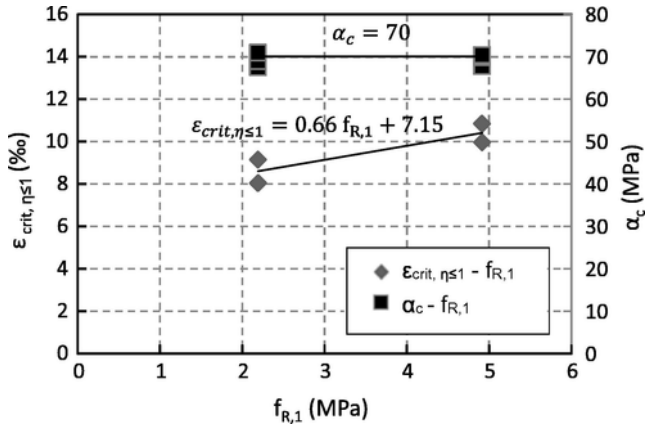 16
14
12
10
8
6
4
2
0
ε crit, η≤1 (‰)
α_c = 70
ε_crit,η≤1 = 0.66 f_R,1 + 7.15
ε_crit, η≤1 - f_R,1
α_c - f_R,1
80
70
60
50
40
30
20
10
0
α_c (MPa)
0 1 2 3 4 5 6
f_R,1 (MPa)